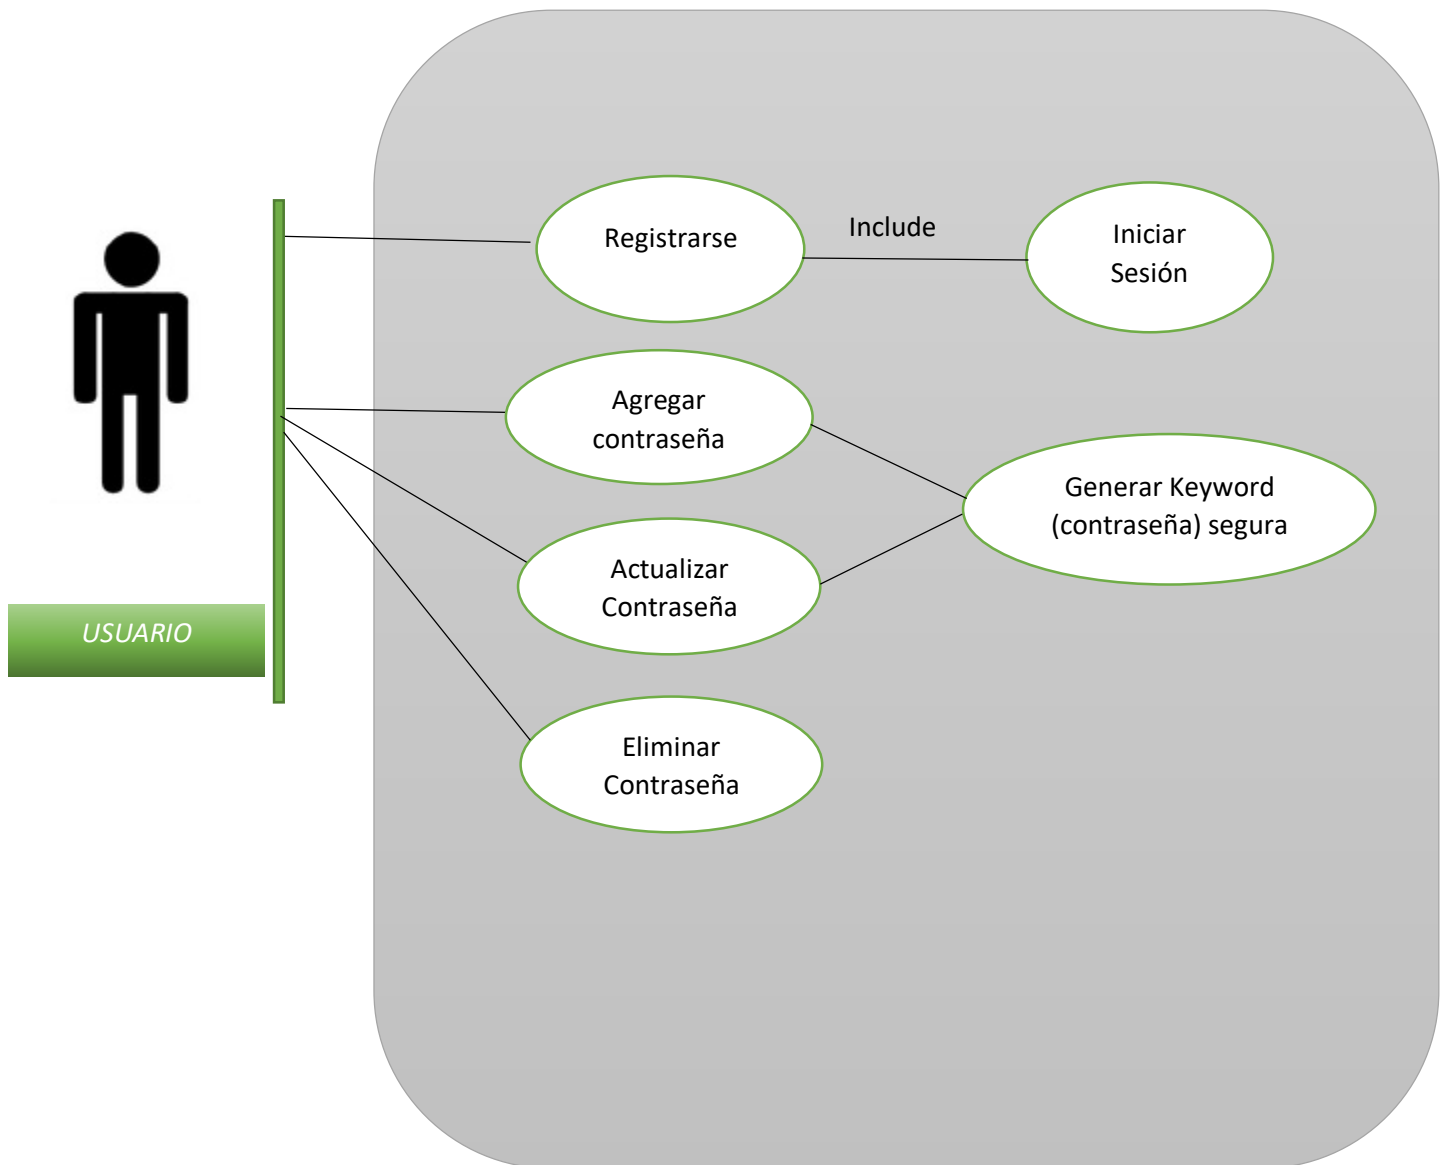 Registrarse
Include
Iniciar
Sesión
Agregar
contraseña
Generar Keyword
(contraseña) segura
Actualizar
Contraseña
USUARIO
Eliminar
Contraseña